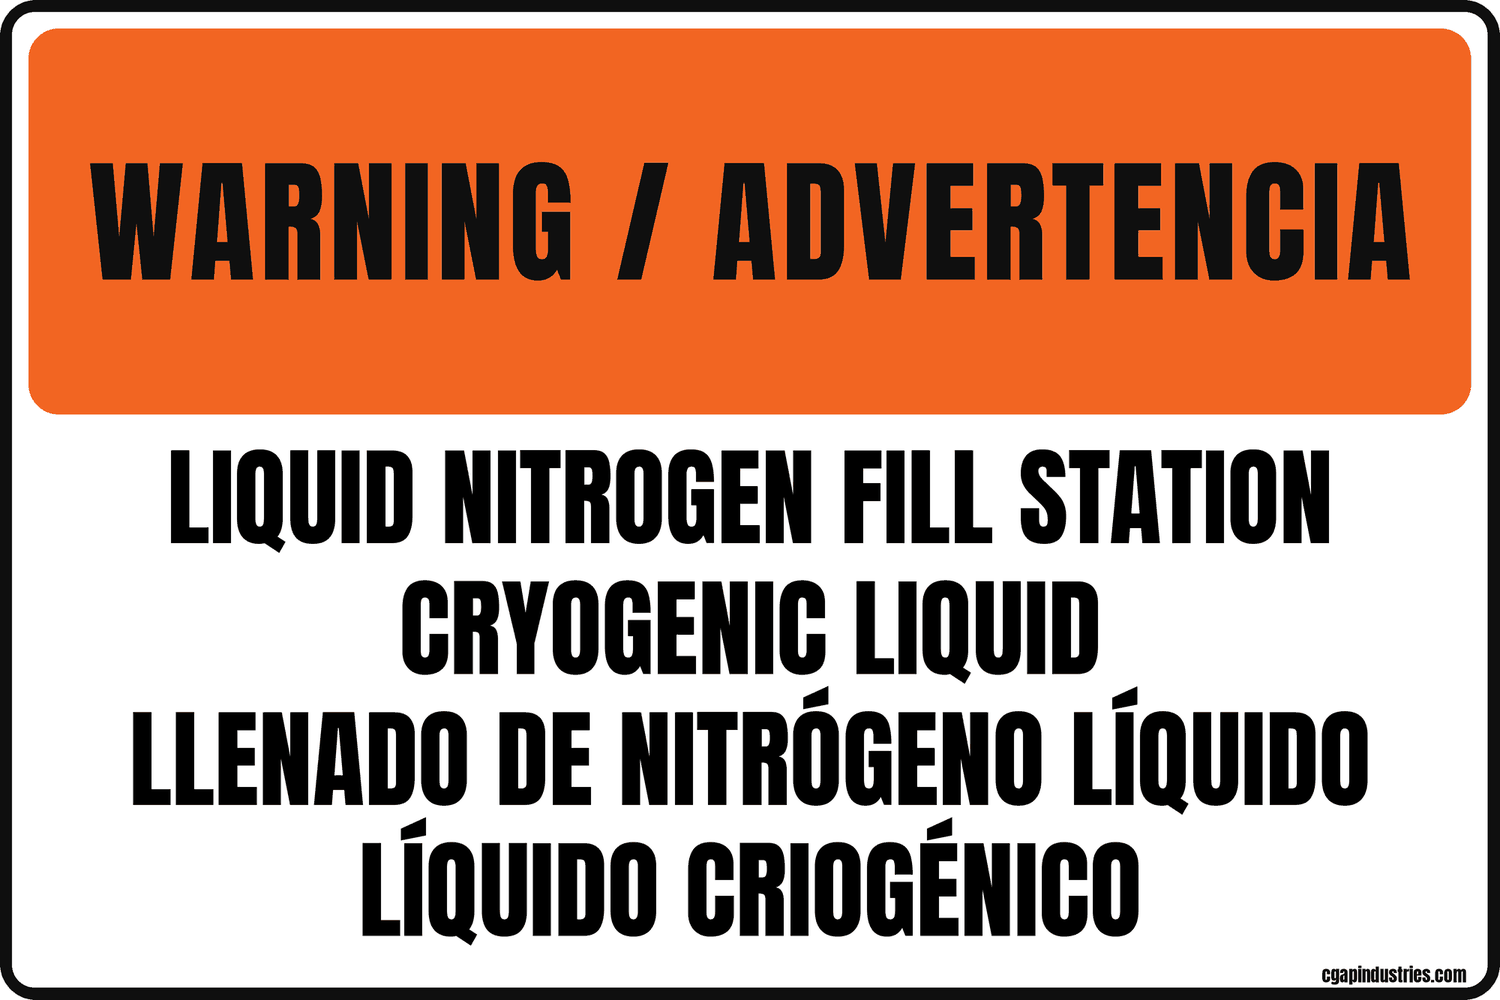 WARNING / ADVERTENCIA
LIQUID NITROGEN FILL STATION
CRYOGENIC LIQUID
LLENADO DE NITRÓGENO LÍQUIDO
LÍQUIDO CRIOGÉNICO
cgapindustries.com